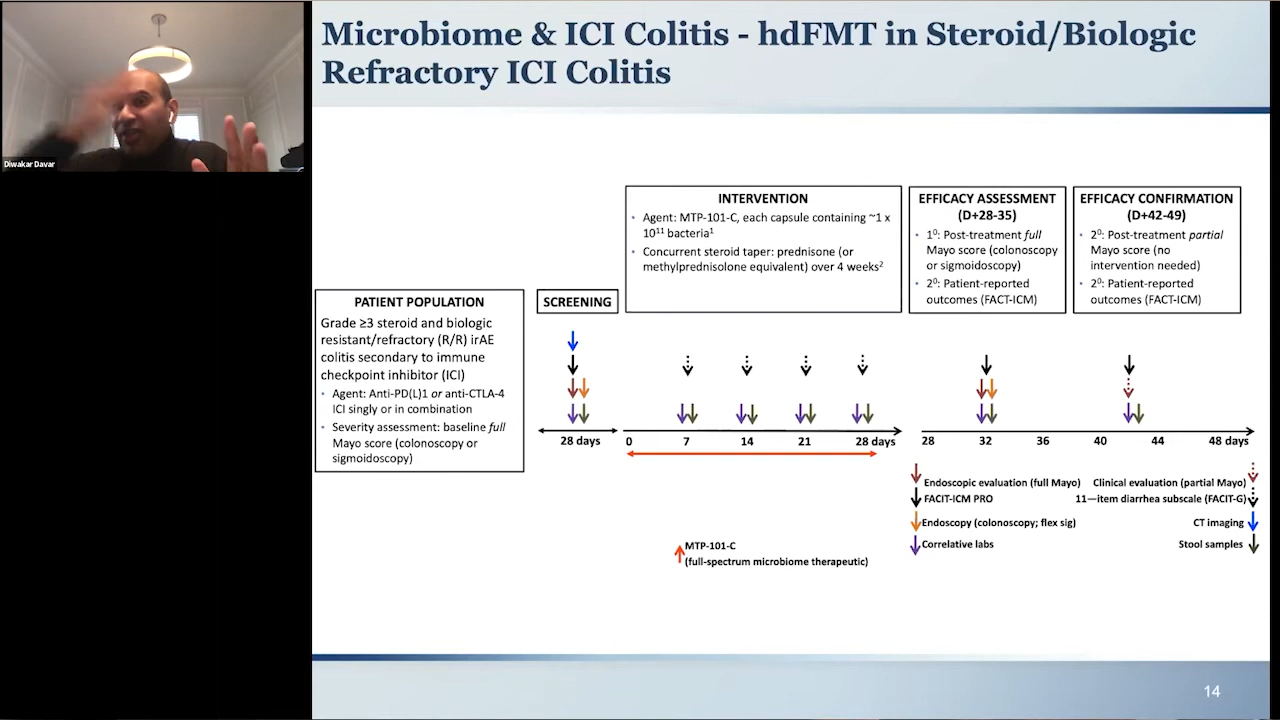 Microbiome & ICI Colitis - hdFMT in Steroid/Biologic
Refractory ICI Colitis
Diwakar Davar
PATIENT POPULATION
Grade ≥3 steroid and biologic
resistant/refractory (R/R) irAE
colitis secondary to immune
checkpoint inhibitor (ICI)
• Agent: Anti-PD(L)1 or anti-CTLA-4
ICI singly or in combination
• Severity assessment: baseline full
Mayo score (colonoscopy or
sigmoidoscopy)
SCREENING
28 days
INTERVENTION
• Agent: MTP-101-C, each capsule containing ~1 x
10¹¹ bacteria¹
• Concurrent steroid taper: prednisone (or
methylprednisolone equivalent) over 4 weeks²
0 7 14 21 28 days
EFFICACY ASSESSMENT
(D+28-35)
• 1⁰: Post-treatment full
Mayo score (colonoscopy
or sigmoidoscopy)
• 2⁰: Patient-reported
outcomes (FACT-ICM)
EFFICACY CONFIRMATION
(D+42-49)
• 2⁰: Post-treatment partial
Mayo score (no
intervention needed)
• 2⁰: Patient-reported
outcomes (FACT-ICM)
28 32 36 40 44 48 days
Endoscopic evaluation (full Mayo)
Clinical evaluation (partial Mayo)
FACIT-ICM PRO
11—item diarrhea subscale (FACIT-G)
Endoscopy (colonoscopy; flex sig)
CT imaging
Correlative labs
Stool samples
MTP-101-C
(full-spectrum microbiome therapeutic)
14